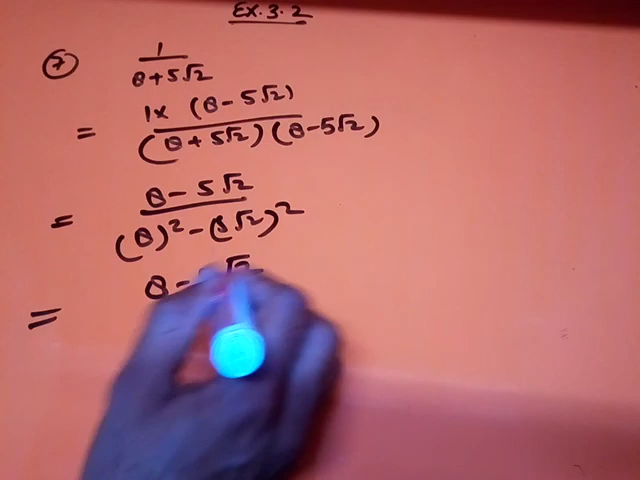 Ex. 3. 2
⑦ 1 / 8+5√2
= 1× (8-5√2) / (8+5√2)(8-5√2)
= 8-5√2 / (8)² - (5√2)²
= 8- √2